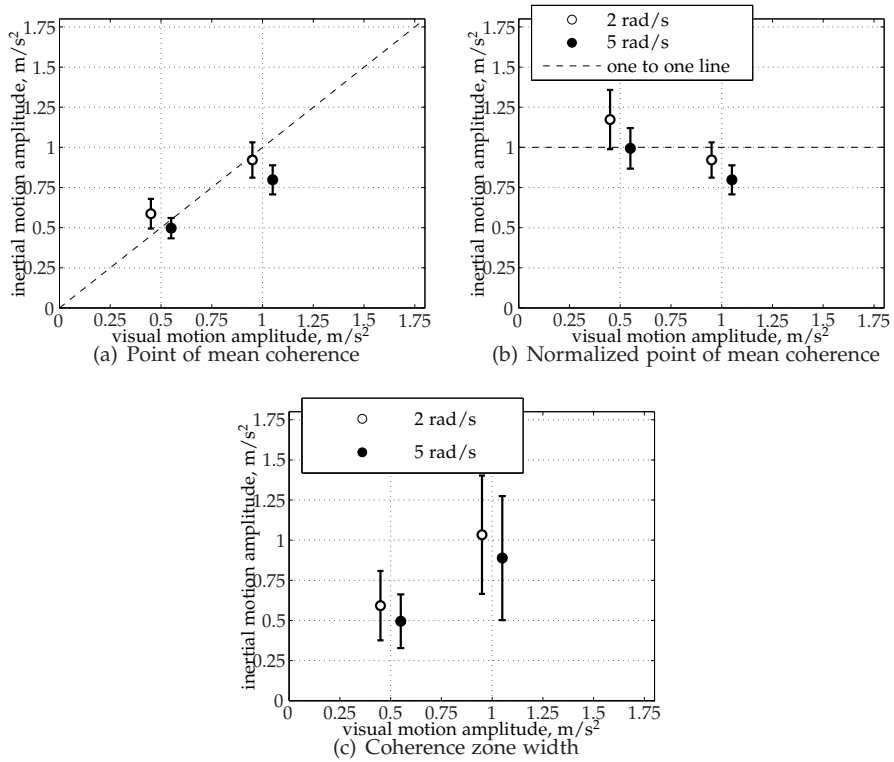 1.75
1.5
1.25
1
0.75
0.5
0.25
0
0 0.25 0.5 0.75 1 1.25 1.5 1.75
inertial motion amplitude, m/s²
visual motion amplitude, m/s²
(a) Point of mean coherence
2 rad/s
5 rad/s
one to one line
1.75
1.5
1.25
1
0.75
0.5
0.25
0
0 0.25 0.5 0.75 1 1.25 1.5 1.75
inertial motion amplitude, m/s²
visual motion amplitude, m/s²
(b) Normalized point of mean coherence
2 rad/s
5 rad/s
1.75
1.5
1.25
1
0.75
0.5
0.25
0
0 0.25 0.5 0.75 1 1.25 1.5 1.75
inertial motion amplitude, m/s²
visual motion amplitude, m/s²
(c) Coherence zone width